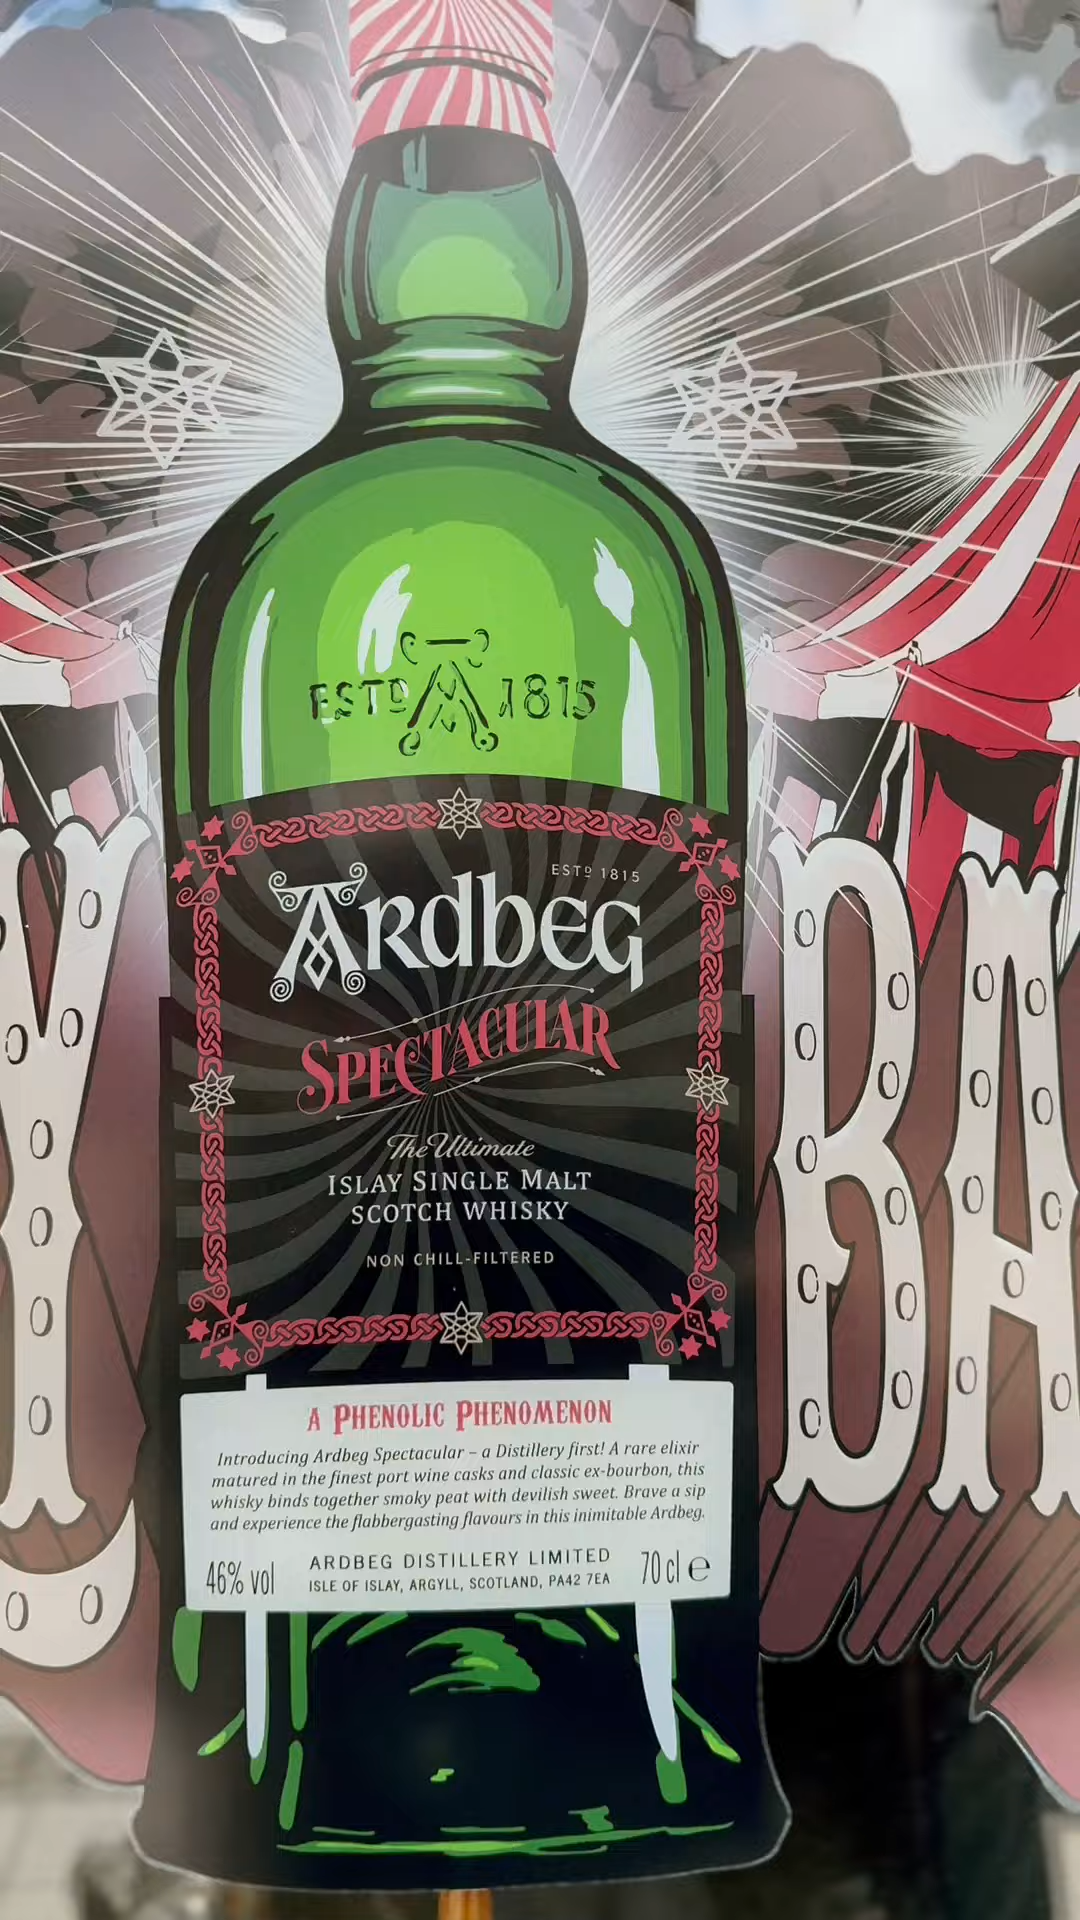 ESTD A 1815
ESTD 1815
ARDBEG
SPECTACULAR
The Ultimate
ISLAY SINGLE MALT
SCOTCH WHISKY
NON CHILL-FILTERED
Y BA
A PHENOLIC PHENOMENON
Introducing Ardbeg Spectacular – a Distillery first! A rare elixir
matured in the finest port wine casks and classic ex-bourbon, this
whisky binds together smoky peat with devilish sweet. Brave a sip
and experience the flabbergasting flavours in this inimitable Ardbeg.
46% vol
ARDBEG DISTILLERY LIMITED
ISLE OF ISLAY, ARGYLL, SCOTLAND, PA42 7EA
70 cl e